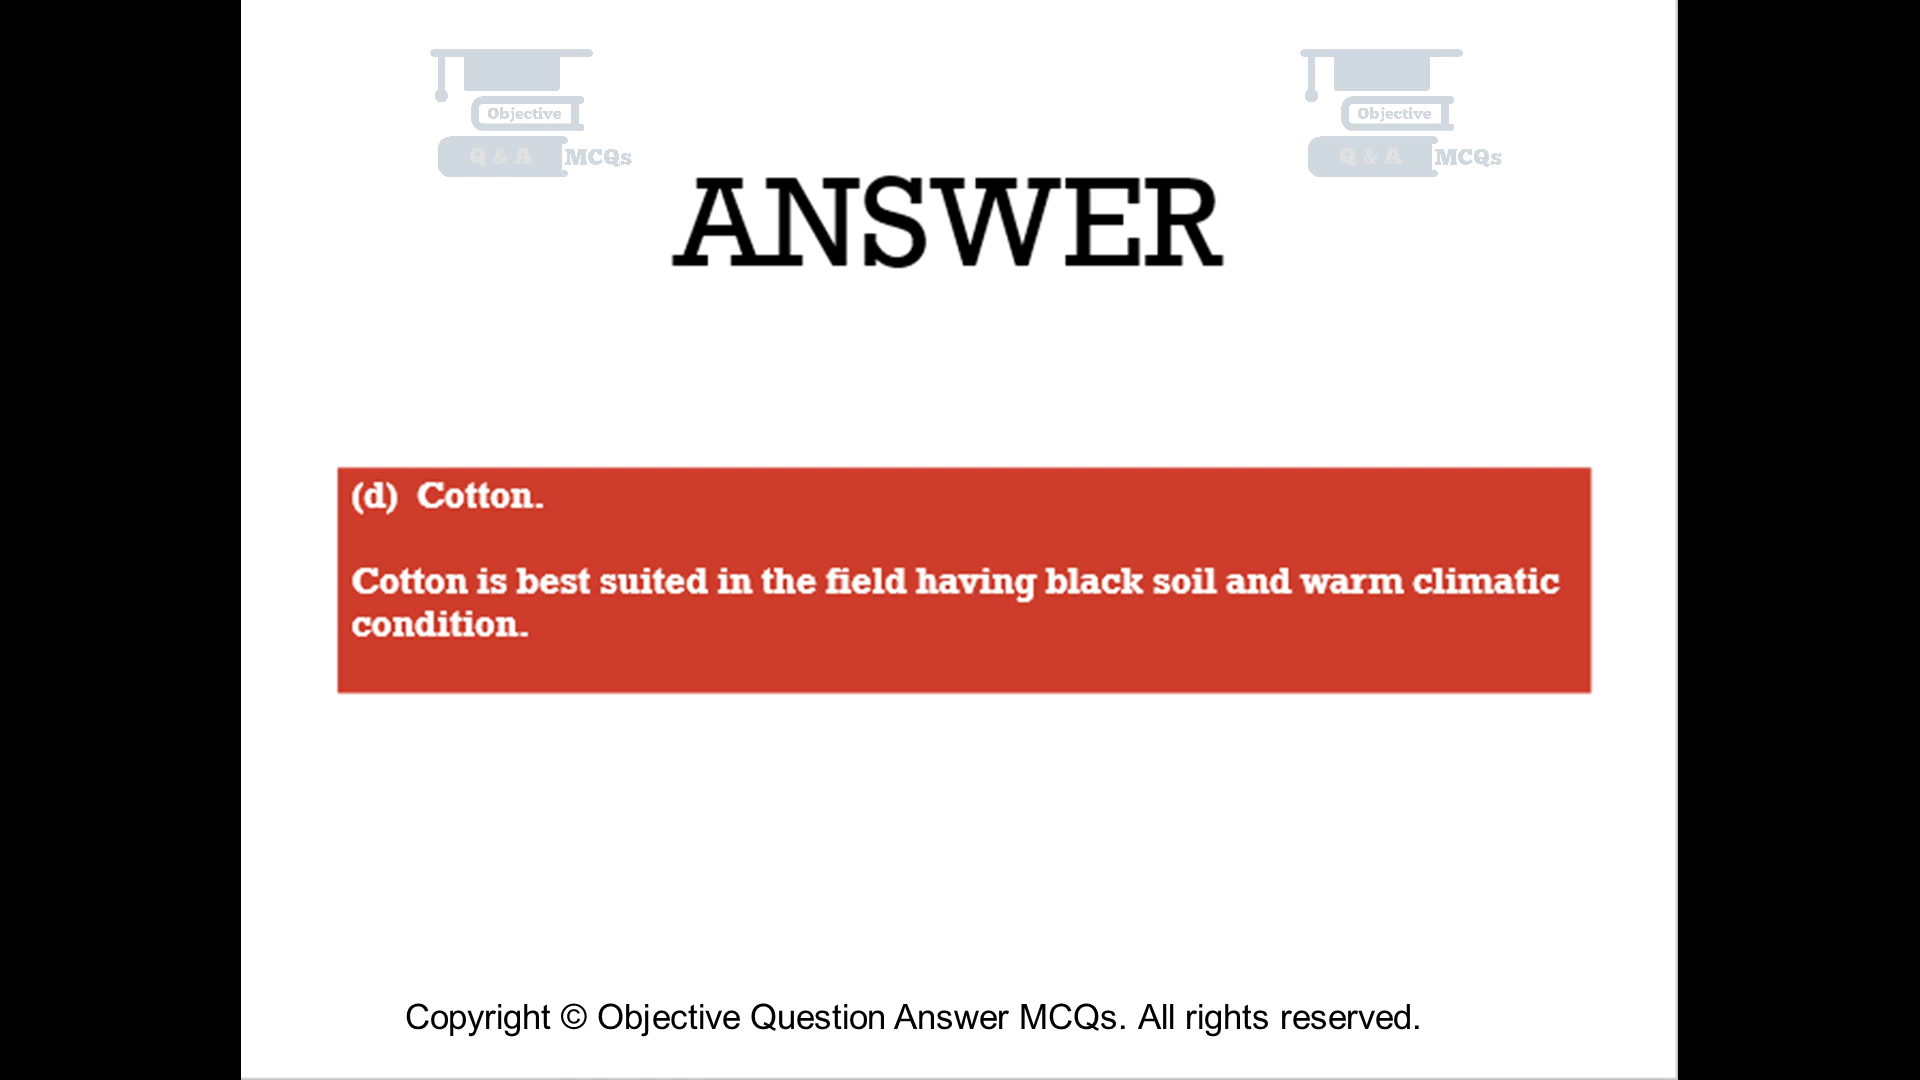 Objective
Q & A MCQs
Objective
Q & A MCQs
ANSWER
(d) Cotton.
Cotton is best suited in the field having black soil and warm climatic
condition.
Copyright © Objective Question Answer MCQs. All rights reserved.